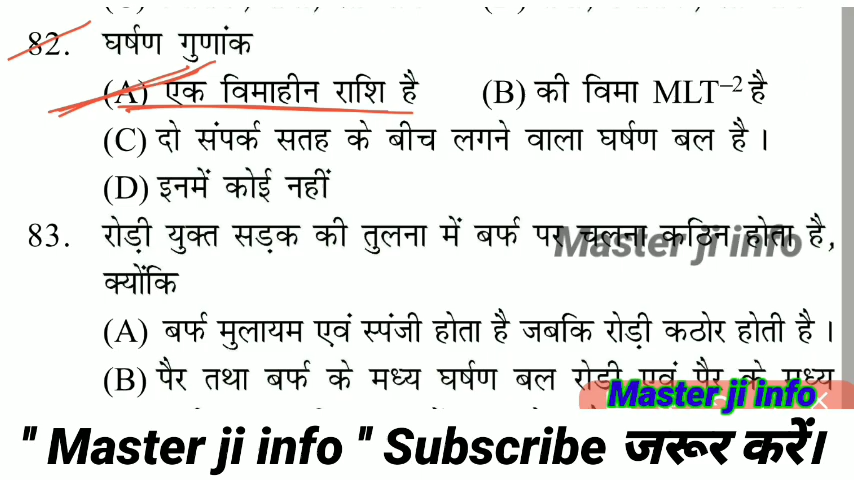 82. घर्षण गुणांक
(A) एक विमाहीन राशि है (B) की विमा MLT⁻² है
(C) दो संपर्क सतह के बीच लगने वाला घर्षण बल है ।
(D) इनमें कोई नहीं
83. रोड़ी युक्त सड़क की तुलना में बर्फ पर चलना कठिन होता है,
Master ji info
क्योंकि
(A) बर्फ मुलायम एवं स्पंजी होता है जबकि रोड़ी कठोर होती है ।
(B) पैर तथा बर्फ के मध्य घर्षण बल रोड़ी एवं पैर के मध्य
Master ji info
" Master ji info " Subscribe जरूर करें।